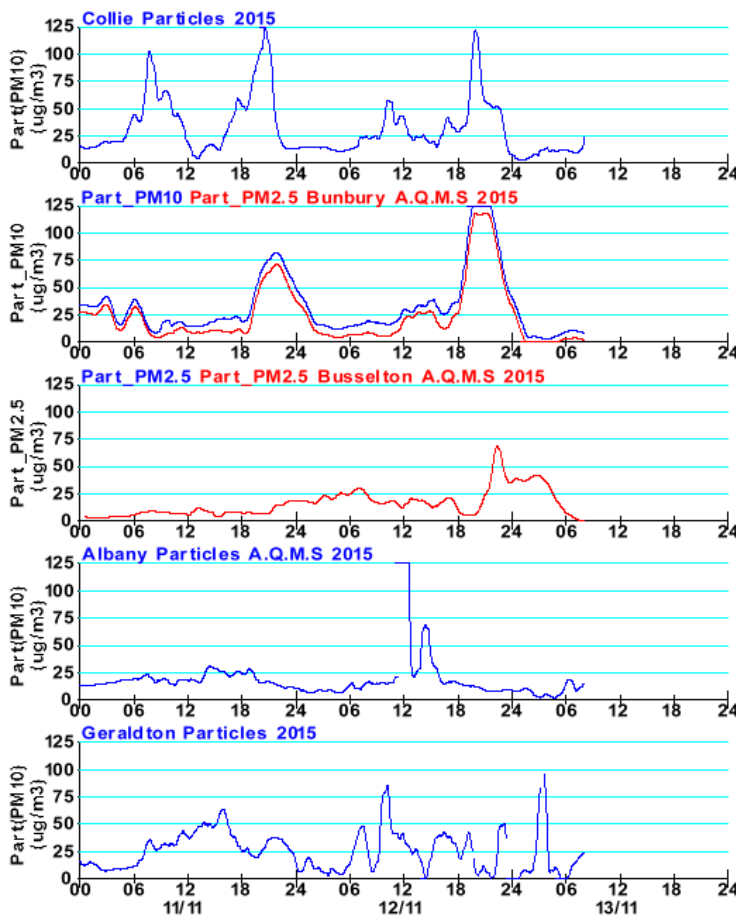 Collie Particles 2015
125
100
75
50
25
0
Part(PM10)
{ug/m3}
00 06 12 18 24 06 12 18 24 06 12 18 24
Part_PM10 Part_PM2.5 Bunbury A.Q.M.S 2015
125
100
75
50
25
0
Part_PM10
{ug/m3}
00 06 12 18 24 06 12 18 24 06 12 18 24
Part_PM2.5 Part_PM2.5 Busselton A.Q.M.S 2015
125
100
75
50
25
0
Part_PM2.5
{ug/m3}
00 06 12 18 24 06 12 18 24 06 12 18 24
Albany Particles A.Q.M.S 2015
125
100
75
50
25
0
Part(PM10)
{ug/m3}
00 06 12 18 24 06 12 18 24 06 12 18 24
Geraldton Particles 2015
125
100
75
50
25
0
Part(PM10)
{ug/m3}
00 06 12 18 24 06 12 18 24 06 12 18 24
11/11 12/11 13/11